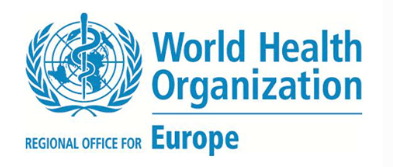 World Health
Organization
REGIONAL OFFICE FOR Europe